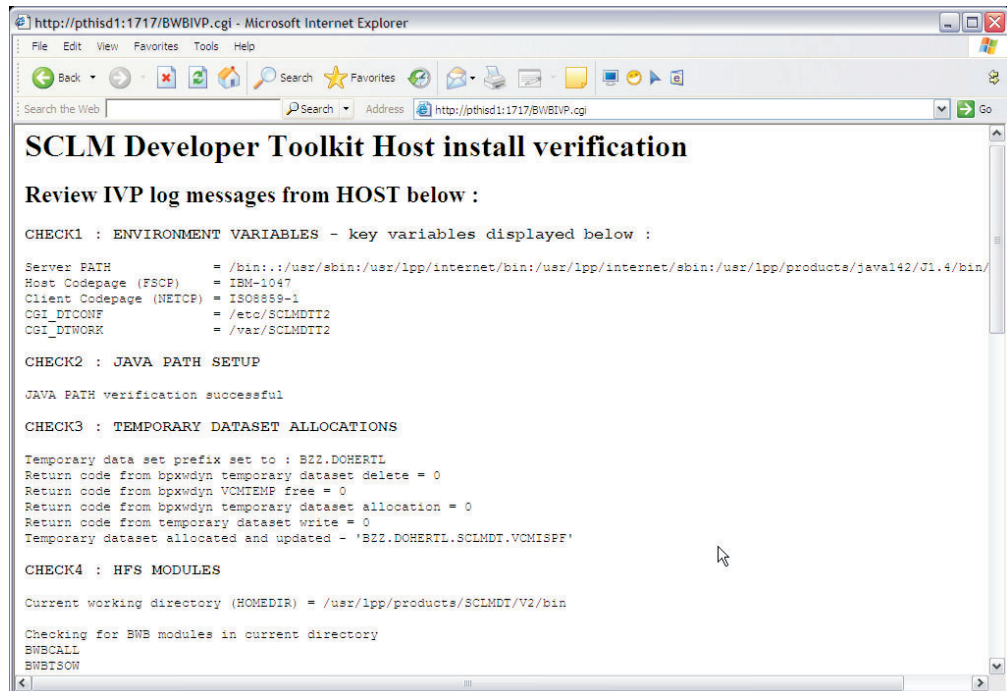 http://pthisd1:1717/BWBIVP.cgi - Microsoft Internet Explorer
File Edit View Favorites Tools Help
Back Search Favorites
Search the Web Search Address http://pthisd1:1717/BWBIVP.cgi Go
SCLM Developer Toolkit Host install verification
Review IVP log messages from HOST below :
CHECK1 : ENVIRONMENT VARIABLES - key variables displayed below :
Server PATH = /bin:.:/usr/sbin:/usr/lpp/internet/bin:/usr/lpp/internet/sbin:/usr/lpp/products/java142/J1.4/bin/
Host Codepage (FSCP) = IBM-1047
Client Codepage (NETCP) = ISO8859-1
CGI_DTCONF = /etc/SCLMDTT2
CGI_DTWORK = /var/SCLMDTT2
CHECK2 : JAVA PATH SETUP
JAVA PATH verification successful
CHECK3 : TEMPORARY DATASET ALLOCATIONS
Temporary data set prefix set to : BZZ.DOHERTL
Return code from bpxwdyn temporary dataset delete = 0
Return code from bpxwdyn VCMTEMP free = 0
Return code from bpxwdyn temporary dataset allocation = 0
Return code from temporary dataset write = 0
Temporary dataset allocated and updated - 'BZZ.DOHERTL.SCLMDT.VCMISPF'
CHECK4 : HFS MODULES
Current working directory (HOMEDIR) = /usr/lpp/products/SCLMDT/V2/bin
Checking for BWB modules in current directory
BWBCALL
BWBTSOW